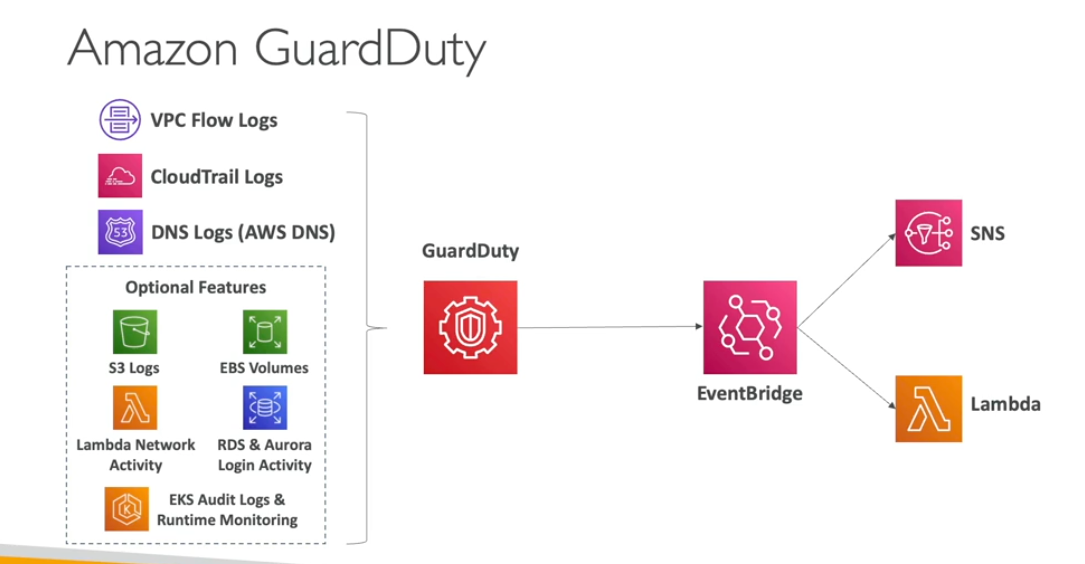 Amazon GuardDuty
VPC Flow Logs
CloudTrail Logs
53
DNS Logs (AWS DNS)
Optional Features
S3 Logs
EBS Volumes
Lambda Network
Activity
RDS & Aurora
Login Activity
K
EKS Audit Logs &
Runtime Monitoring
GuardDuty
EventBridge
SNS
Lambda